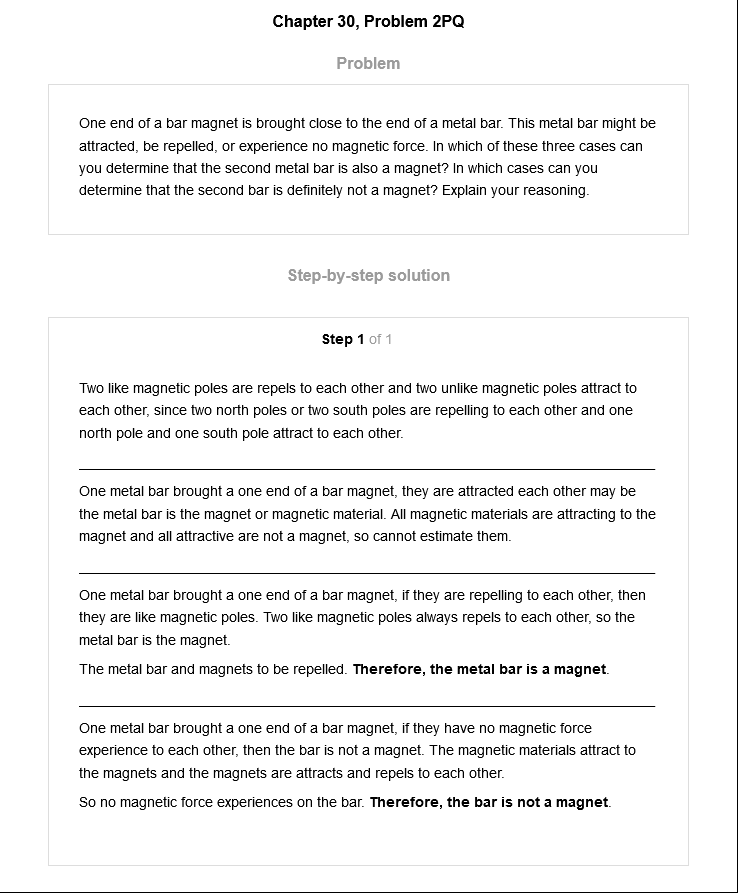 Chapter 30, Problem 2PQ
Problem
One end of a bar magnet is brought close to the end of a metal bar. This metal bar might be
attracted, be repelled, or experience no magnetic force. In which of these three cases can
you determine that the second metal bar is also a magnet? In which cases can you
determine that the second bar is definitely not a magnet? Explain your reasoning.
Step-by-step solution
Step 1 of 1
Two like magnetic poles are repels to each other and two unlike magnetic poles attract to
each other, since two north poles or two south poles are repelling to each other and one
north pole and one south pole attract to each other.
One metal bar brought a one end of a bar magnet, they are attracted each other may be
the metal bar is the magnet or magnetic material. All magnetic materials are attracting to the
magnet and all attractive are not a magnet, so cannot estimate them.
One metal bar brought a one end of a bar magnet, if they are repelling to each other, then
they are like magnetic poles. Two like magnetic poles always repels to each other, so the
metal bar is the magnet.
The metal bar and magnets to be repelled. Therefore, the metal bar is a magnet.
One metal bar brought a one end of a bar magnet, if they have no magnetic force
experience to each other, then the bar is not a magnet. The magnetic materials attract to
the magnets and the magnets are attracts and repels to each other.
So no magnetic force experiences on the bar. Therefore, the bar is not a magnet.